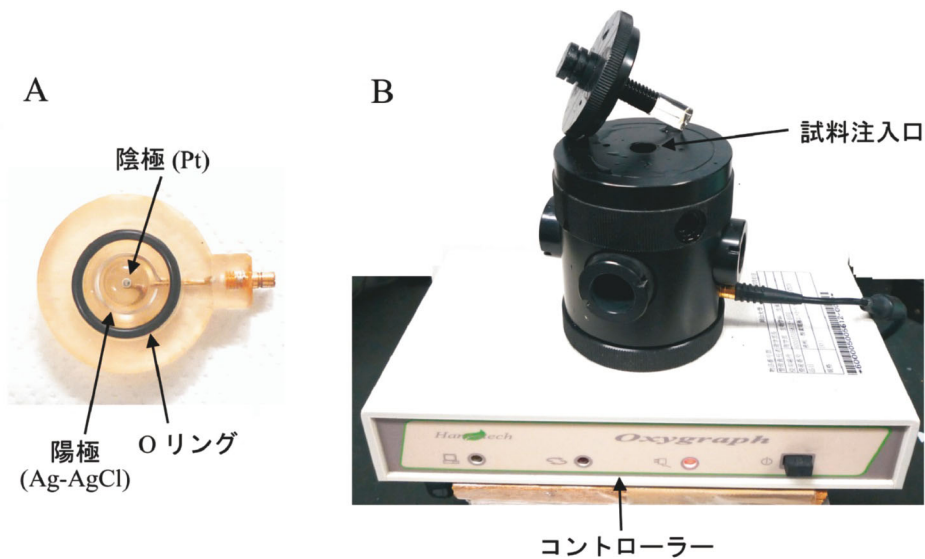 A
陰極 (Pt)
陽極
(Ag-AgCl)
O リング
B
試料注入口
Oxygraph
コントローラー